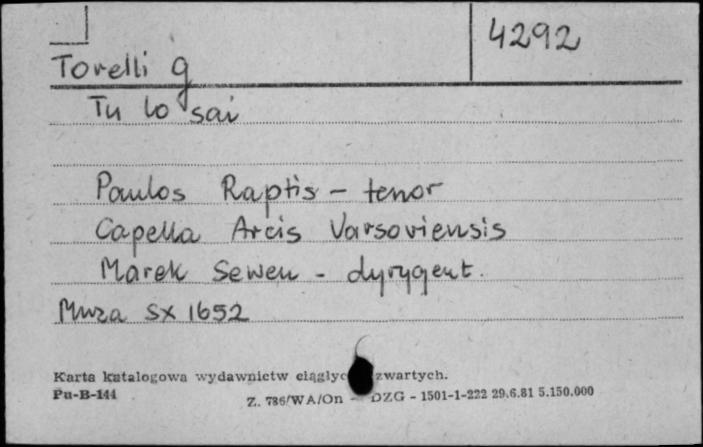 4292
Torelli G
Tu lo sai
Paulos Raptis - tenor
Capella Arcis Varsoviensis
Marek Sewen - dyrygent.
Muza SX 1652
Karta katalogowa wydawnictw zwartych.
Pu-B-144
Z. 786/WA/On - DZG - 1501-1-222 29.6.81 5.150.000